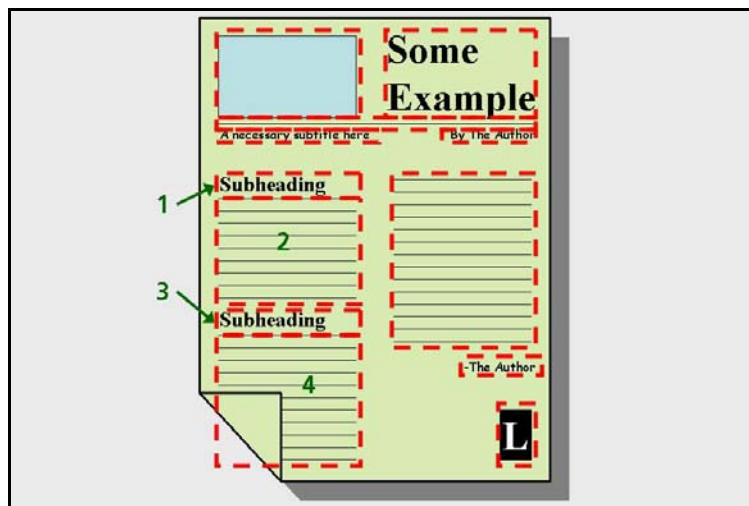 Some
Example
A necessary subtitle here
By The Author
1
Subheading
2
3
Subheading
4
-The Author
L